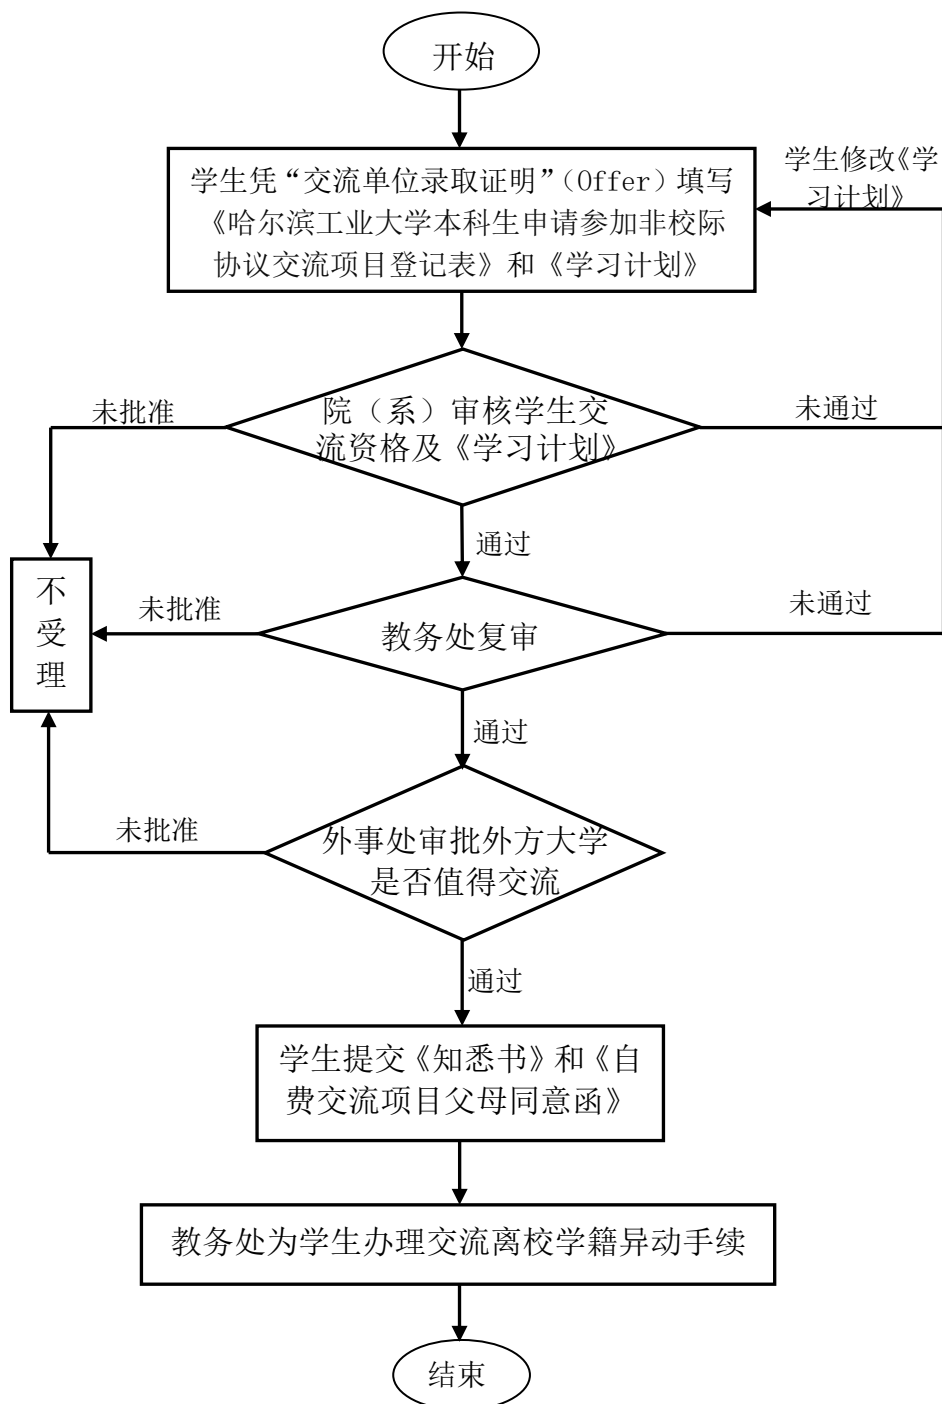 开始
学生凭“交流单位录取证明”（Offer）填写
《哈尔滨工业大学本科生申请参加非校际
协议交流项目登记表》和《学习计划》
学生修改《学
习计划》
院（系）审核学生交
流资格及《学习计划》
未批准
未通过
通过
不
受
理
未批准
教务处复审
未通过
通过
未批准
外事处审批外方大学
是否值得交流
通过
学生提交《知悉书》和《自
费交流项目父母同意函》
教务处为学生办理交流离校学籍异动手续
结束